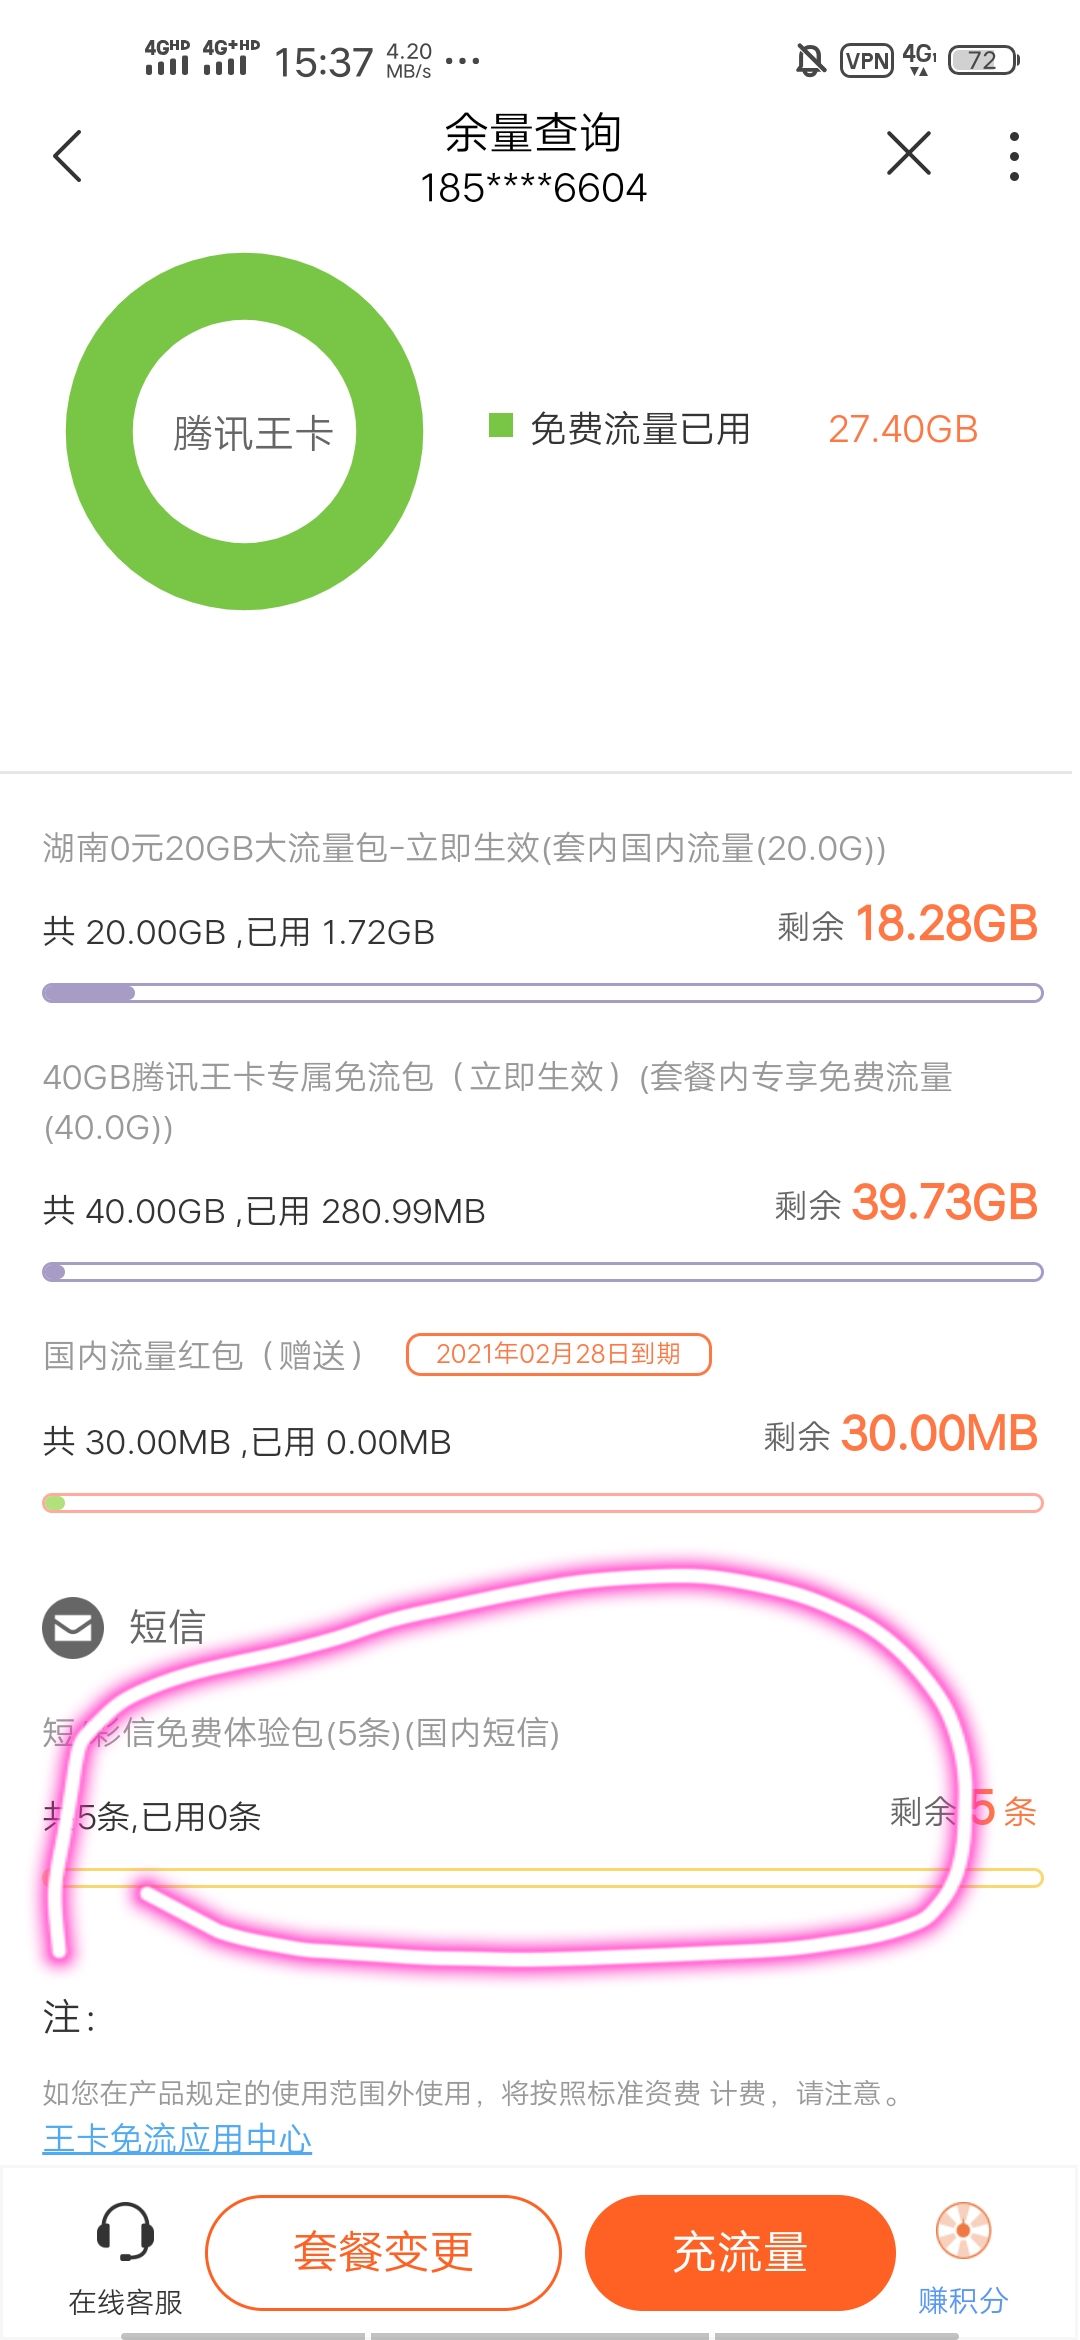 4GHD 4G+HD 15:37 4.20 MB/s ... VPN 4G 72
余量查询
185****6604
腾讯王卡
免费流量已用 27.40GB
湖南0元20GB大流量包-立即生效(套内国内流量(20.0G))
共 20.00GB ,已用 1.72GB 剩余 18.28GB
40GB腾讯王卡专属免流包（立即生效）(套餐内专享免费流量
(40.0G))
共 40.00GB ,已用 280.99MB 剩余 39.73GB
国内流量红包（赠送） 2021年02月28日到期
共 30.00MB ,已用 0.00MB 剩余 30.00MB
短信
短/彩信免费体验包(5条)(国内短信)
共5条,已用0条 剩余 5 条
注：
如您在产品规定的使用范围外使用，将按照标准资费 计费，请注意。
王卡免流应用中心
在线客服 套餐变更 充流量 赚积分